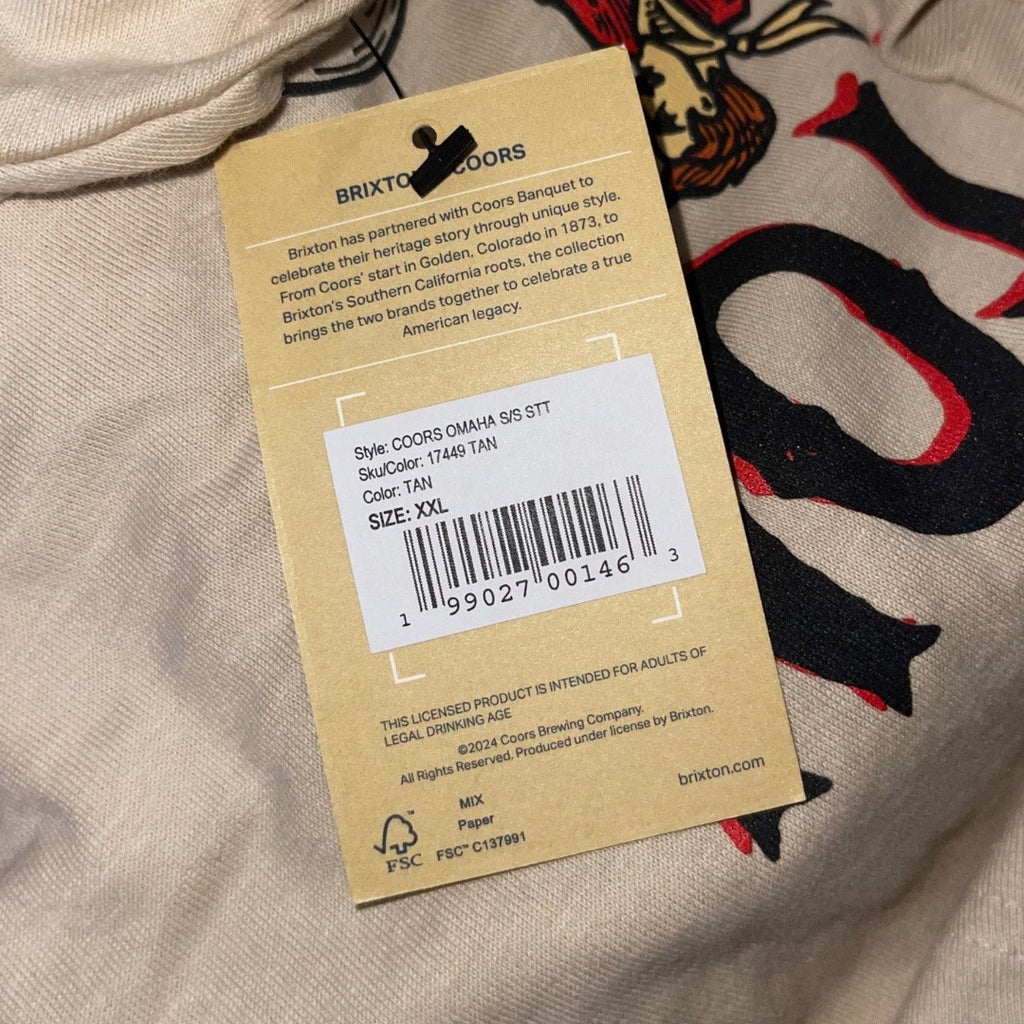 BRIXTO COORS
Brixton has partnered with Coors Banquet to
celebrate their heritage story through unique style.
From Coors' start in Golden, Colorado in 1873, to
Brixton's Southern California roots, the collection
brings the two brands together to celebrate a true
American legacy.
Style: COORS OMAHA S/S STT
Sku/Color: 17449 TAN
Color: TAN
SIZE: XXL
1 99027 00146 3
THIS LICENSED PRODUCT IS INTENDED FOR ADULTS OF
LEGAL DRINKING AGE
©2024 Coors Brewing Company.
All Rights Reserved. Produced under license by Brixton.
brixton.com
MIX
Paper
FSC™ C137991
FSC™